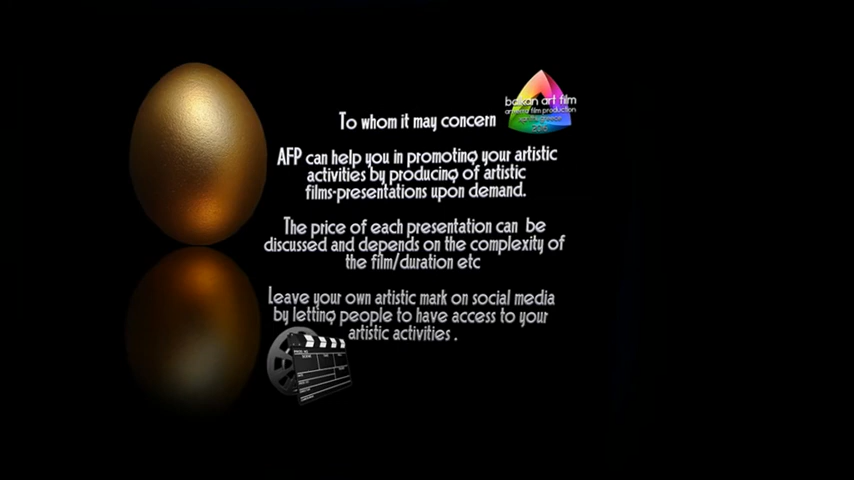 balkan art film
To whom it may concern
AFP can help you in promoting your artistic
activities by producing of artistic
films-presentations upon demand.
The price of each presentation can be
discussed and depends on the complexity of
the film/duration etc
Leave your own artistic mark on social media
by letting people to have access to your
artistic activities .